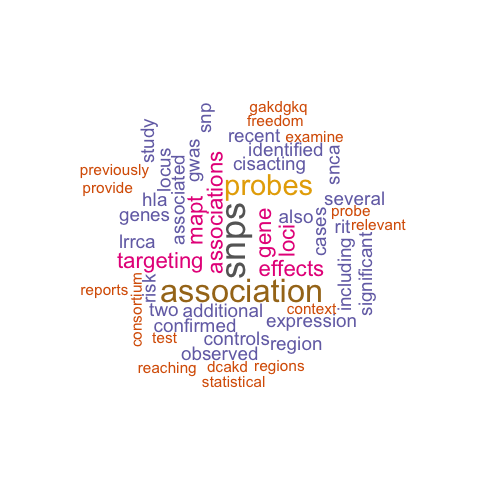 gakdgkq
freedom
snp
recent
examine
study
identified
gwas
cisacting
snca
locus
previously
associated
associations
probes
provide
hla
several
mapt
snps
gene
also
cases
probe
genes
loci
rit
relevant
lrrca
targeting
effects
including
significant
reports
consortium
risk
association
two
additional
context
confirmed
expression
test
controls
region
observed
reaching
dcakd
regions
statistical